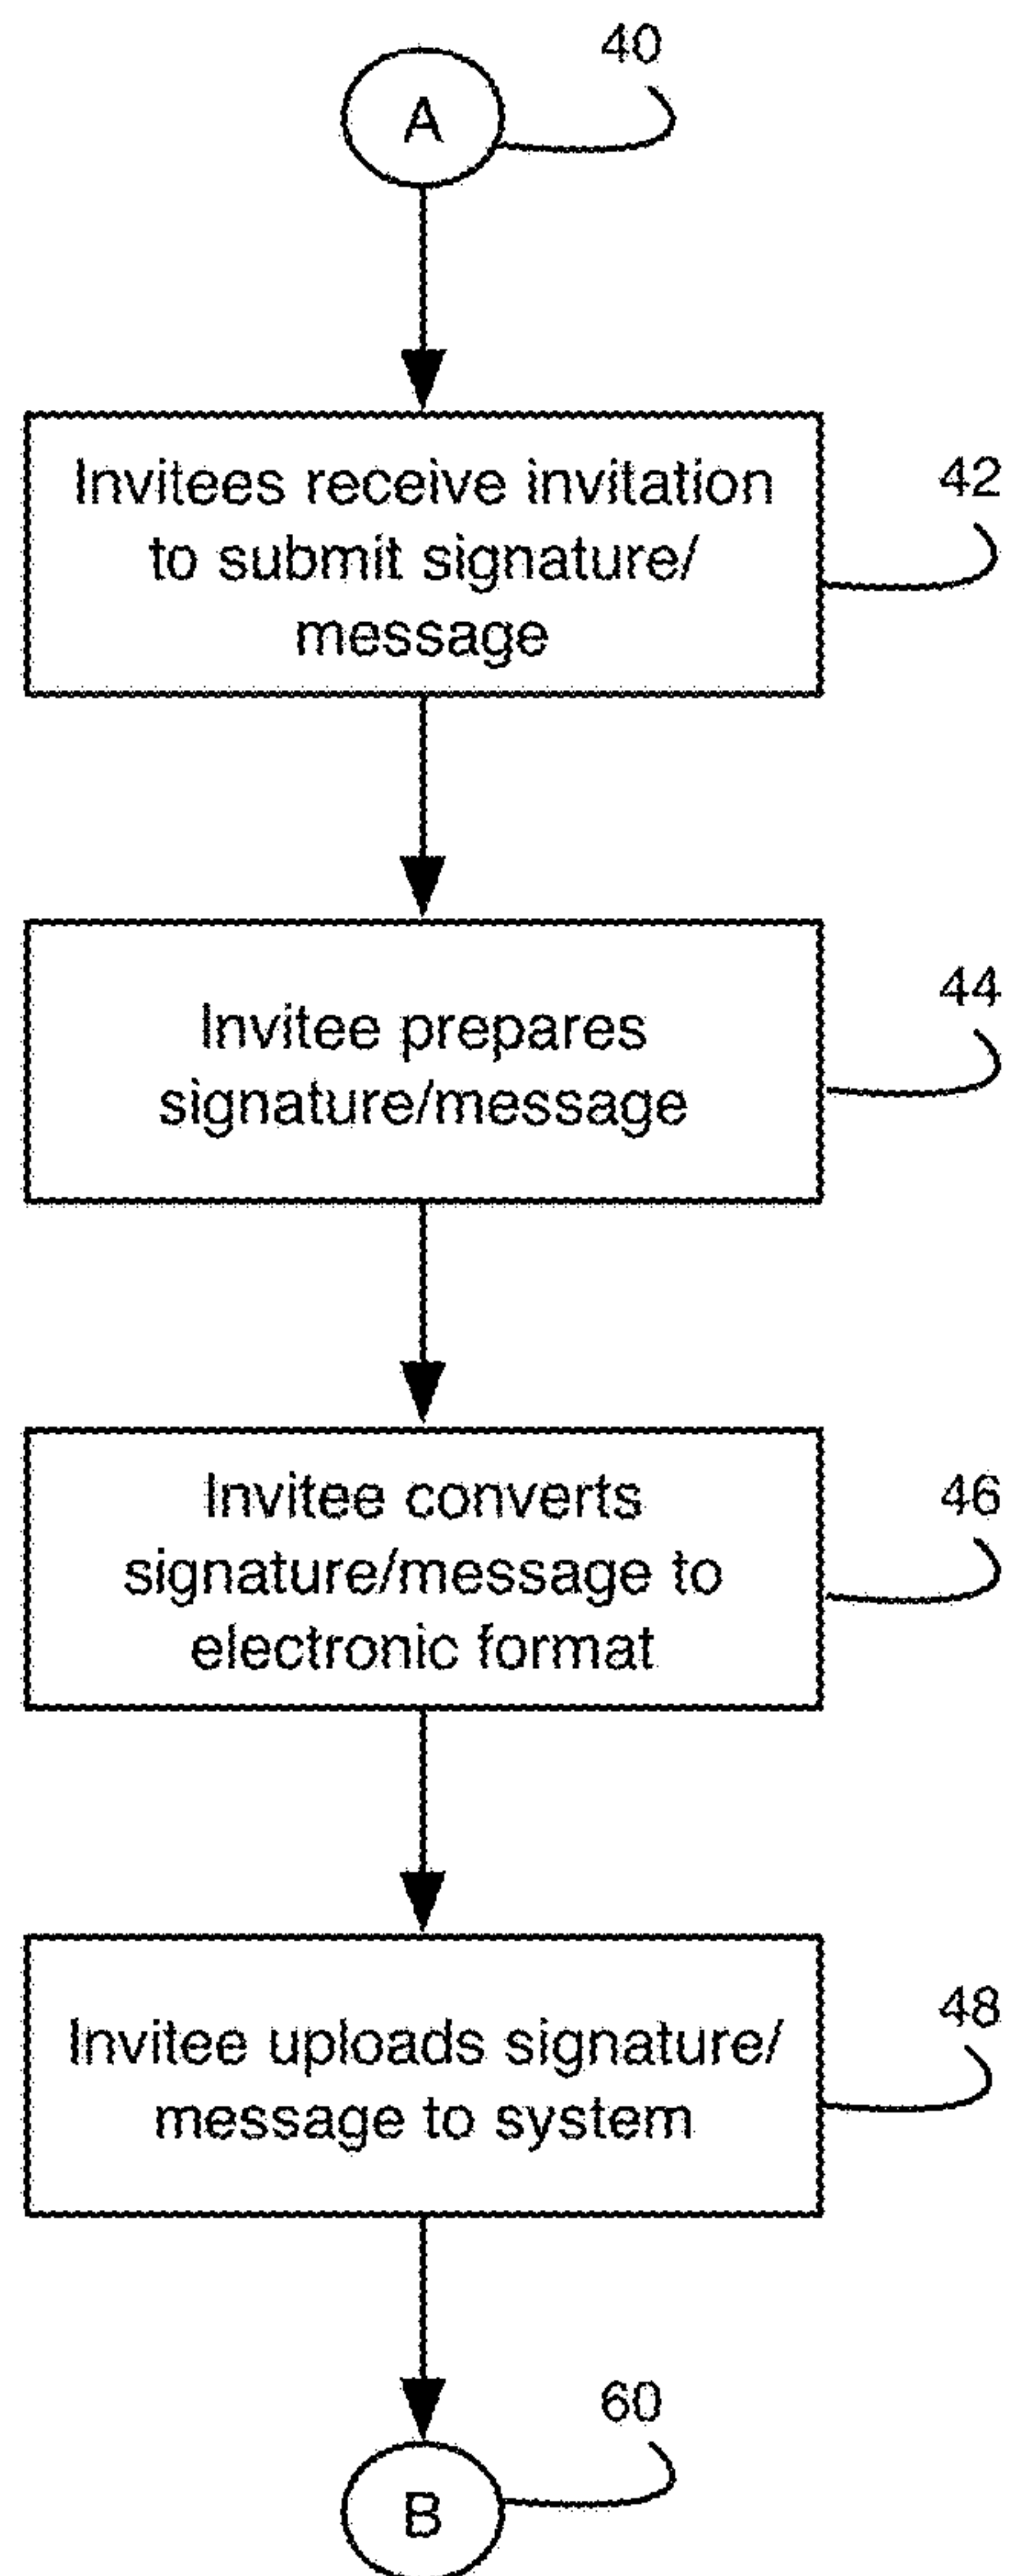 40
A
Invitees receive invitation
to submit signature/
message
42
Invitee prepares
signature/message
44
Invitee converts
signature/message to
electronic format
46
Invitee uploads signature/
message to system
48
60
B